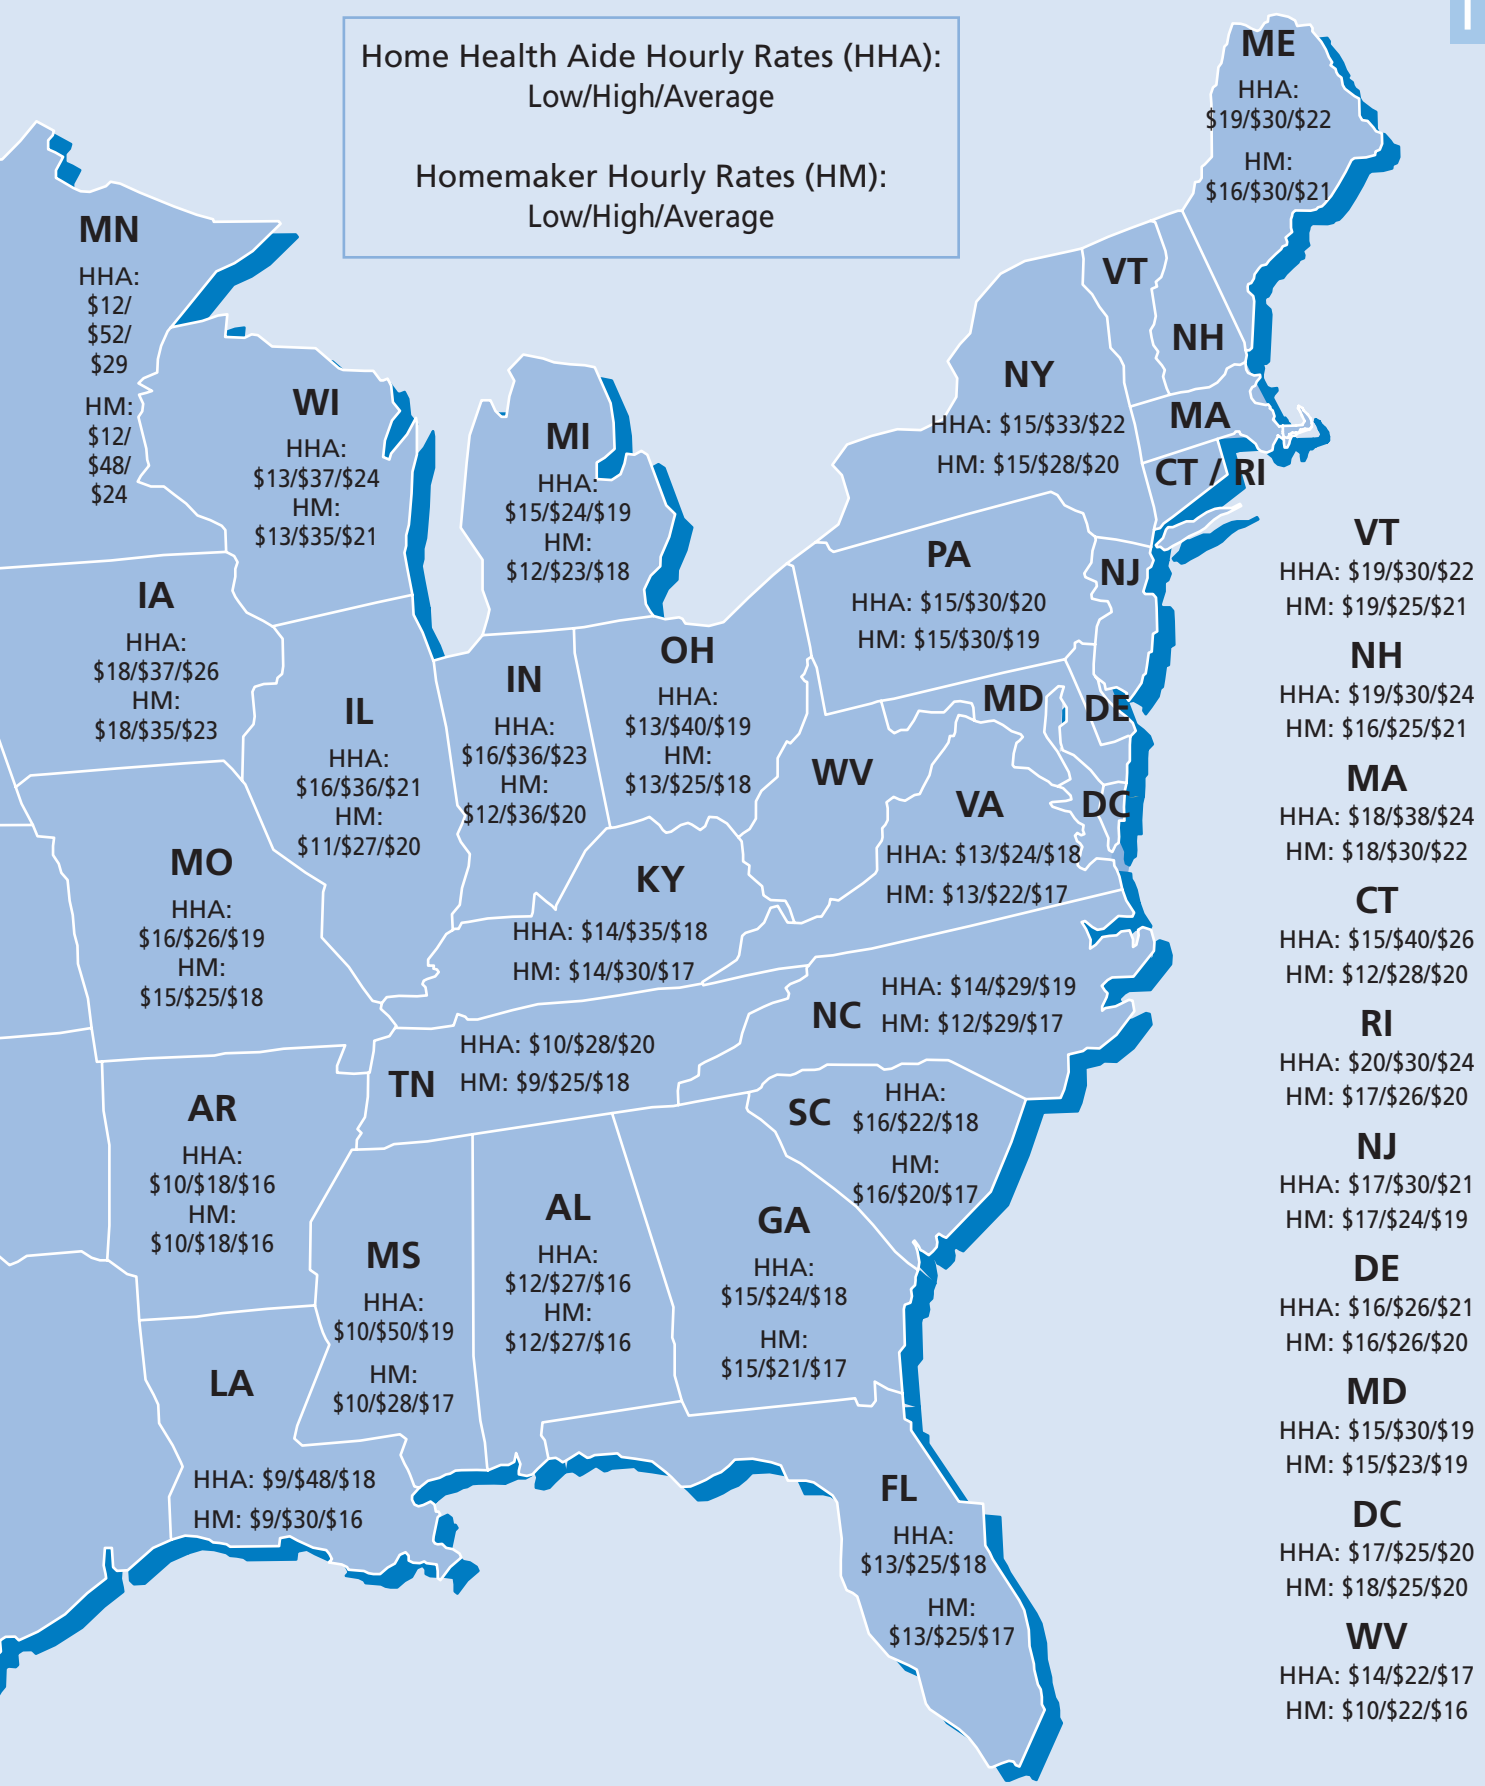 Home Health Aide Hourly Rates (HHA):
Low/High/Average
Homemaker Hourly Rates (HM):
Low/High/Average
ME
HHA:
$19/$30/$22
HM:
$16/$30/$21
MN
HHA:
$12/
$52/
$29
HM:
$12/
$48/
$24
WI
HHA:
$13/$37/$24
HM:
$13/$35/$21
MI
HHA:
$15/$24/$19
HM:
$12/$23/$18
VT
NH
NY
HHA: $15/$33/$22
HM: $15/$28/$20
MA
CT / RI
IA
HHA:
$18/$37/$26
HM:
$18/$35/$23
IL
HHA:
$16/$36/$21
HM:
$11/$27/$20
IN
HHA:
$16/$36/$23
HM:
$12/$36/$20
OH
HHA:
$13/$40/$19
HM:
$13/$25/$18
PA
HHA: $15/$30/$20
HM: $15/$30/$19
NJ
MD
DE
WV
VA
HHA: $13/$24/$18
HM: $13/$22/$17
DC
MO
HHA:
$16/$26/$19
HM:
$15/$25/$18
KY
HHA: $14/$35/$18
HM: $14/$30/$17
NC
HHA: $14/$29/$19
HM: $12/$29/$17
TN
HHA: $10/$28/$20
HM: $9/$25/$18
SC
HHA:
$16/$22/$18
HM:
$16/$20/$17
AR
HHA:
$10/$18/$16
HM:
$10/$18/$16
MS
HHA:
$10/$50/$19
HM:
$10/$28/$17
AL
HHA:
$12/$27/$16
HM:
$12/$27/$16
GA
HHA:
$15/$24/$18
HM:
$15/$21/$17
LA
HHA: $9/$48/$18
HM: $9/$30/$16
FL
HHA:
$13/$25/$18
HM:
$13/$25/$17
VT
HHA: $19/$30/$22
HM: $19/$25/$21
NH
HHA: $19/$30/$24
HM: $16/$25/$21
MA
HHA: $18/$38/$24
HM: $18/$30/$22
CT
HHA: $15/$40/$26
HM: $12/$28/$20
RI
HHA: $20/$30/$24
HM: $17/$26/$20
NJ
HHA: $17/$30/$21
HM: $17/$24/$19
DE
HHA: $16/$26/$21
HM: $16/$26/$20
MD
HHA: $15/$30/$19
HM: $15/$23/$19
DC
HHA: $17/$25/$20
HM: $18/$25/$20
WV
HHA: $14/$22/$17
HM: $10/$22/$16